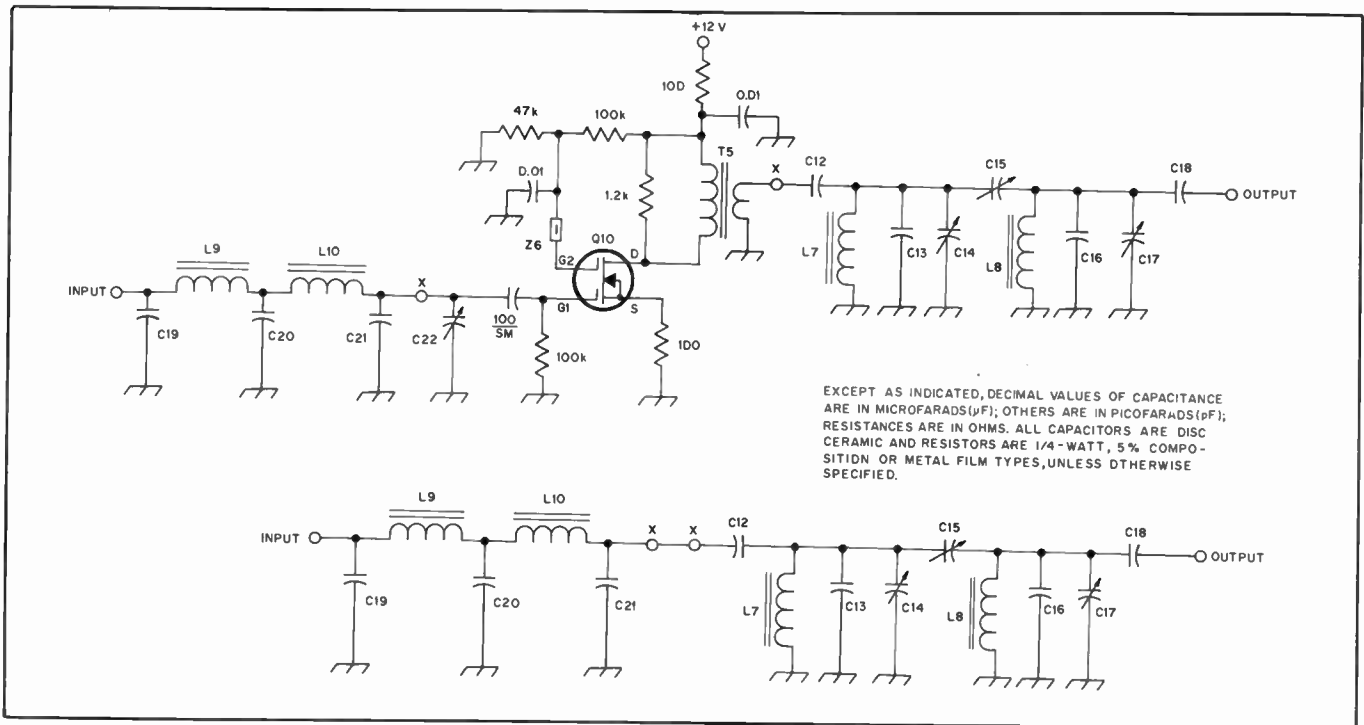 +12 V
10D
0.D1
47k
100k
T5
D.01
1.2k
X
C12
C15
C18
OUTPUT
Z6
Q10
G2
D
L7
C13
C14
L8
C16
C17
L9
L10
INPUT
X
G1
S
C19
C20
C21
C22
100
SM
100k
1D0
EXCEPT AS INDICATED, DECIMAL VALUES OF CAPACITANCE
ARE IN MICROFARADS(µF); OTHERS ARE IN PICOFARADS(pF);
RESISTANCES ARE IN OHMS. ALL CAPACITORS ARE DISC
CERAMIC AND RESISTORS ARE 1/4-WATT, 5% COMPO-
SITIDN OR METAL FILM TYPES, UNLESS DTHERWISE
SPECIFIED.
L9
L10
INPUT
X
X
C12
C15
C18
OUTPUT
C19
C20
C21
L7
C13
C14
L8
C16
C17